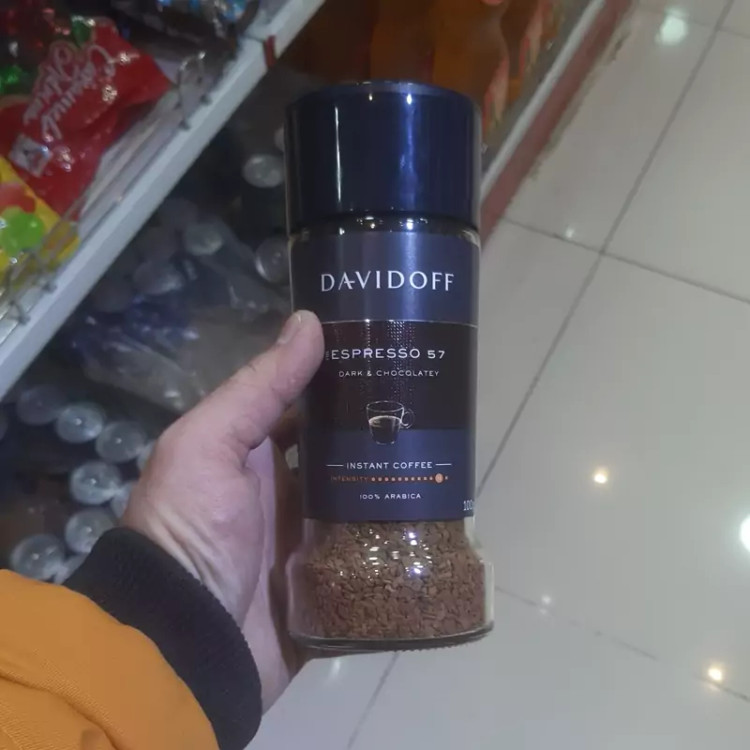 DAVIDOFF
ESPRESSO 57
DARK & CHOCOLATEY
INSTANT COFFEE
INTENSITY
100% ARABICA